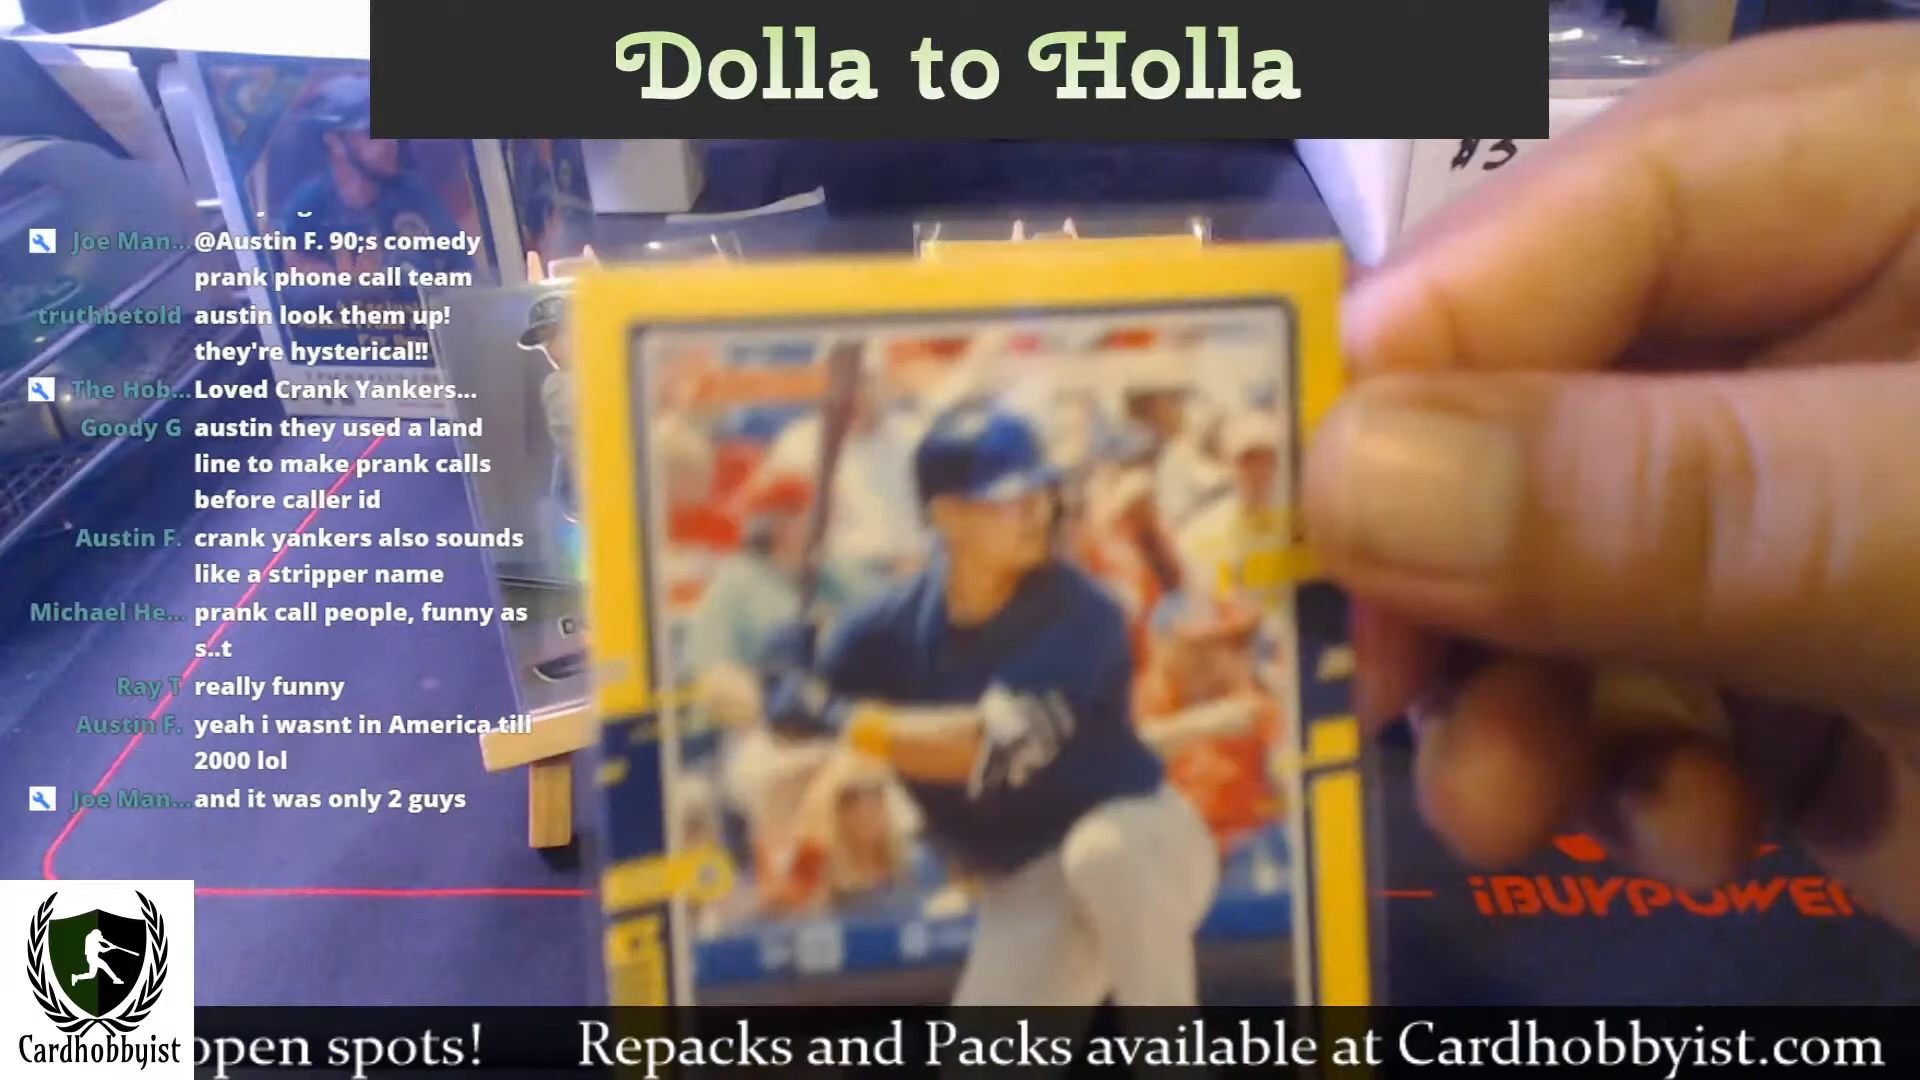 Dolla to Holla
#3
Joe Man... @Austin F. 90;s comedy
prank phone call team
truthbetold austin look them up!
they're hysterical!!
The Hob... Loved Crank Yankers...
Goody G austin they used a land
line to make prank calls
before caller id
Austin F. crank yankers also sounds
like a stripper name
Michael He... prank call people, funny as
s..t
Ray T really funny
Austin F. yeah i wasnt in America till
2000 lol
Joe Man... and it was only 2 guys
iBUYPOWER
Cardhobbyist
open spots! Repacks and Packs available at Cardhobbyist.com